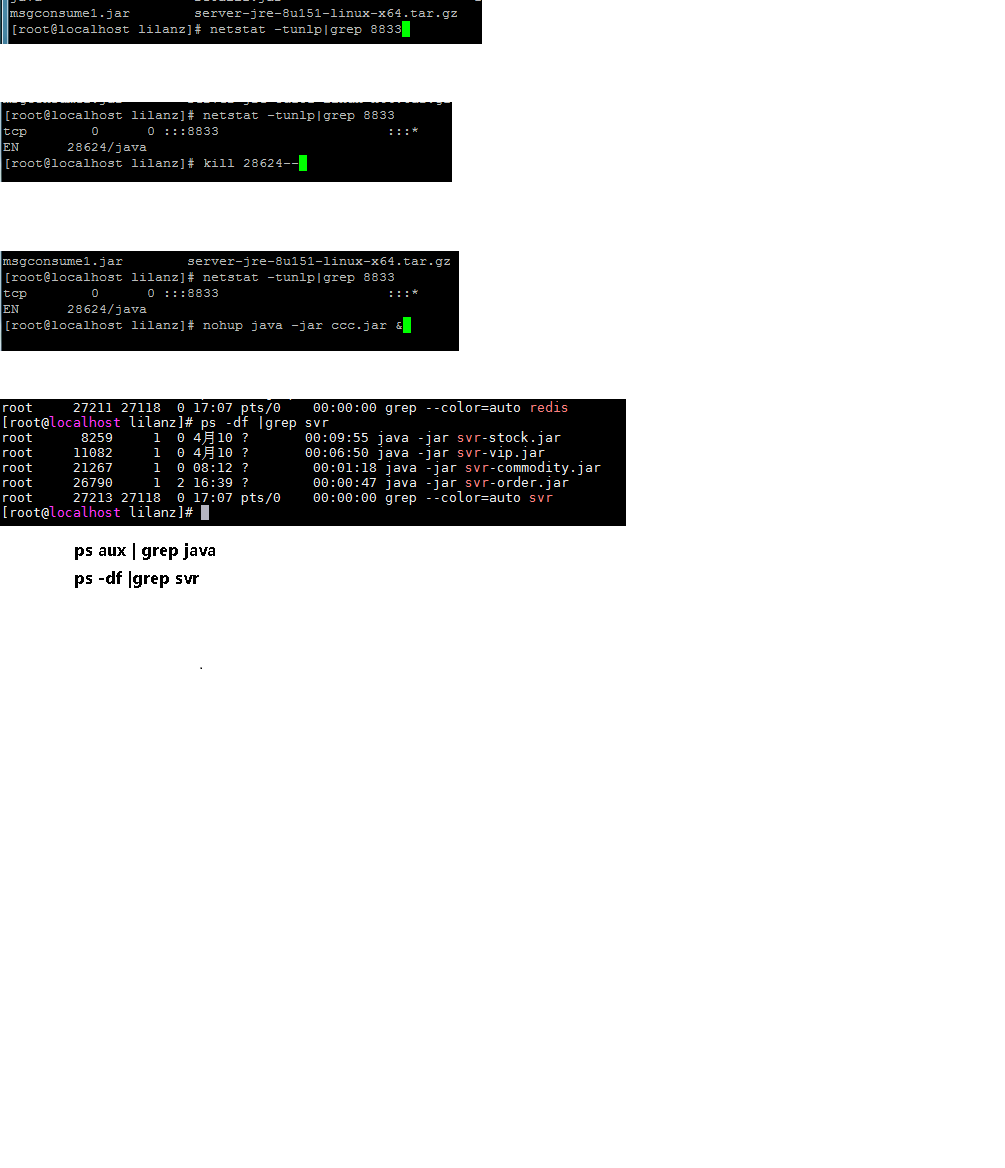 msgconsume1.jar        server-jre-8u151-linux-x64.tar.gz
[root@localhost lilanz]# netstat -tunlp|grep 8833
[root@localhost lilanz]# netstat -tunlp|grep 8833
tcp        0      0 :::8833                     :::*
EN      28624/java
[root@localhost lilanz]# kill 28624--
msgconsume1.jar        server-jre-8u151-linux-x64.tar.gz
[root@localhost lilanz]# netstat -tunlp|grep 8833
tcp        0      0 :::8833                     :::*
EN      28624/java
[root@localhost lilanz]# nohup java -jar ccc.jar &
root     27211 27118  0 17:07 pts/0    00:00:00 grep --color=auto redis
[root@localhost lilanz]# ps -df |grep svr
root      8259     1  0 4月10 ?       00:09:55 java -jar svr-stock.jar
root     11082     1  0 4月10 ?       00:06:50 java -jar svr-vip.jar
root     21267     1  0 08:12 ?        00:01:18 java -jar svr-commodity.jar
root     26790     1  2 16:39 ?        00:00:47 java -jar svr-order.jar
root     27213 27118  0 17:07 pts/0    00:00:00 grep --color=auto svr
[root@localhost lilanz]#
ps aux | grep java
ps -df |grep svr
.